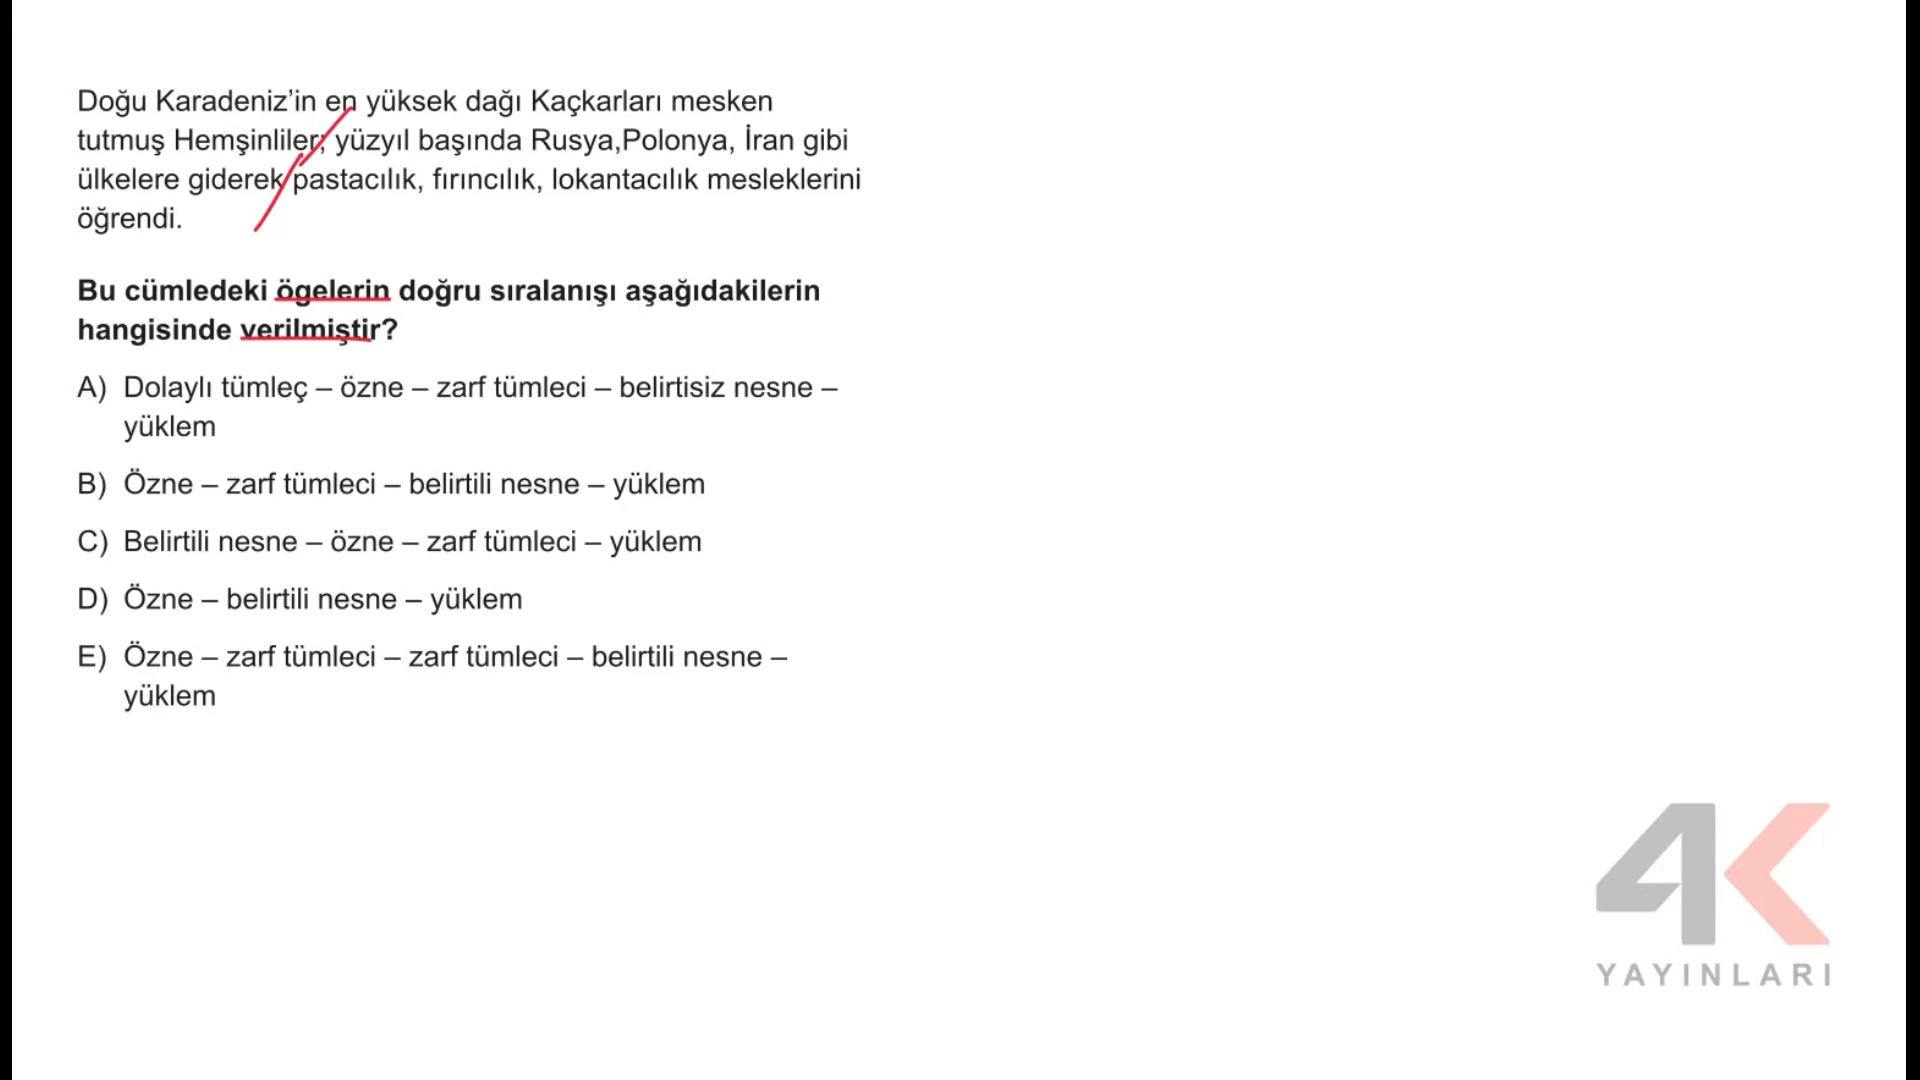 Doğu Karadeniz’in en yüksek dağı Kaçkarları mesken
tutmuş Hemşinliler; yüzyıl başında Rusya,Polonya, İran gibi
ülkelere giderek pastacılık, fırıncılık, lokantacılık mesleklerini
öğrendi.
Bu cümledeki ögelerin doğru sıralanışı aşağıdakilerin
hangisinde verilmiştir?
A) Dolaylı tümleç – özne – zarf tümleci – belirtisiz nesne –
yüklem
B) Özne – zarf tümleci – belirtili nesne – yüklem
C) Belirtili nesne – özne – zarf tümleci – yüklem
D) Özne – belirtili nesne – yüklem
E) Özne – zarf tümleci – zarf tümleci – belirtili nesne –
yüklem
4K
YAYINLARI